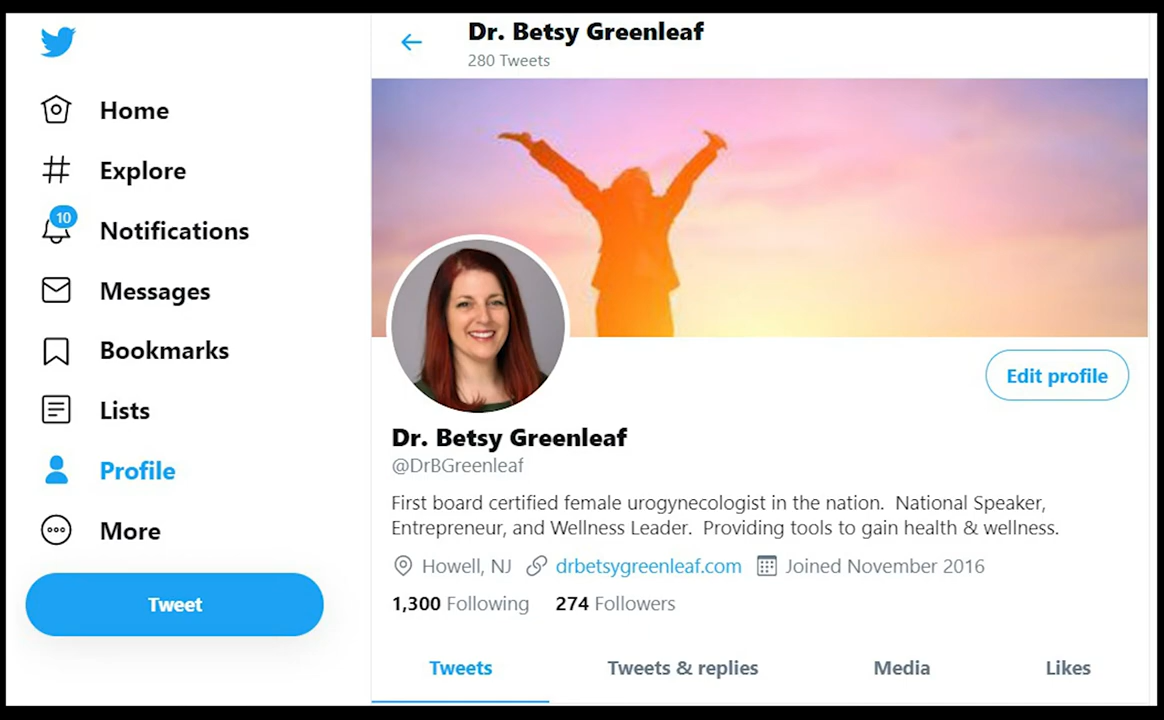 Dr. Betsy Greenleaf
280 Tweets
Home
Explore
10
Notifications
Messages
Bookmarks
Lists
Profile
More
Tweet
Edit profile
Dr. Betsy Greenleaf
@DrBGreenleaf
First board certified female urogynecologist in the nation.  National Speaker,
Entrepreneur, and Wellness Leader.  Providing tools to gain health & wellness.
Howell, NJ drbetsygreenleaf.com Joined November 2016
1,300 Following 274 Followers
Tweets Tweets & replies Media Likes